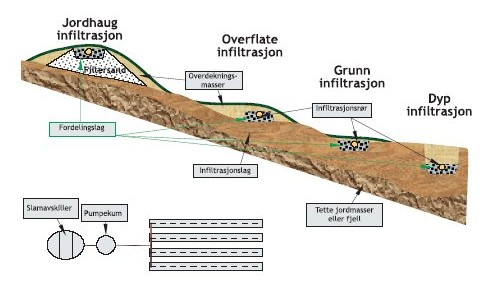 Jordhaug
infiltrasjon
Overflate
infiltrasjon
Grunn
infiltrasjon
Dyp
infiltrasjon
Filtersand
Overdeknings-
masser
Infiltrasjonsrør
Fordelingslag
Infiltrasjonslag
Tette jordmasser
eller fjell
Slamavskiller
Pumpekum